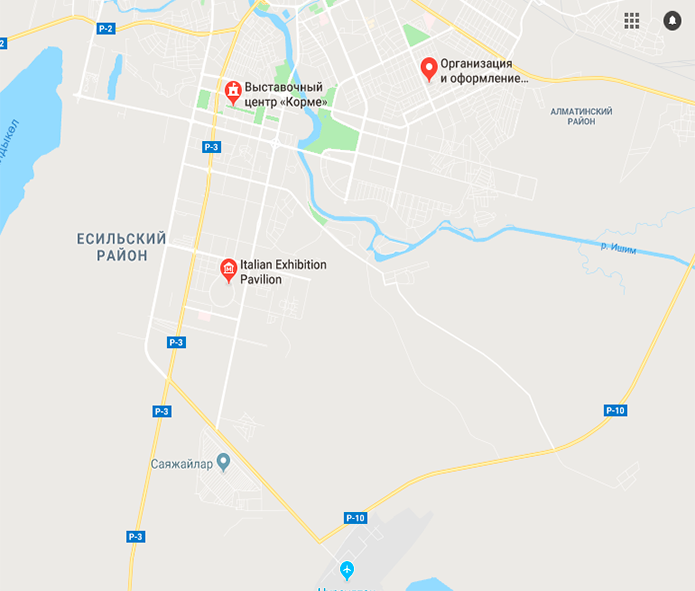 P-2
2
Организация
и оформление...
Выставочный
центр «Корме»
АЛМАТИНСКИЙ
РАЙОН
P-3
ЕСИЛЬСКИЙ
РАЙОН
р. Ишим
Italian Exhibition
Pavilion
P-3
P-3
P-10
Саяжайлар
P-10
P-3